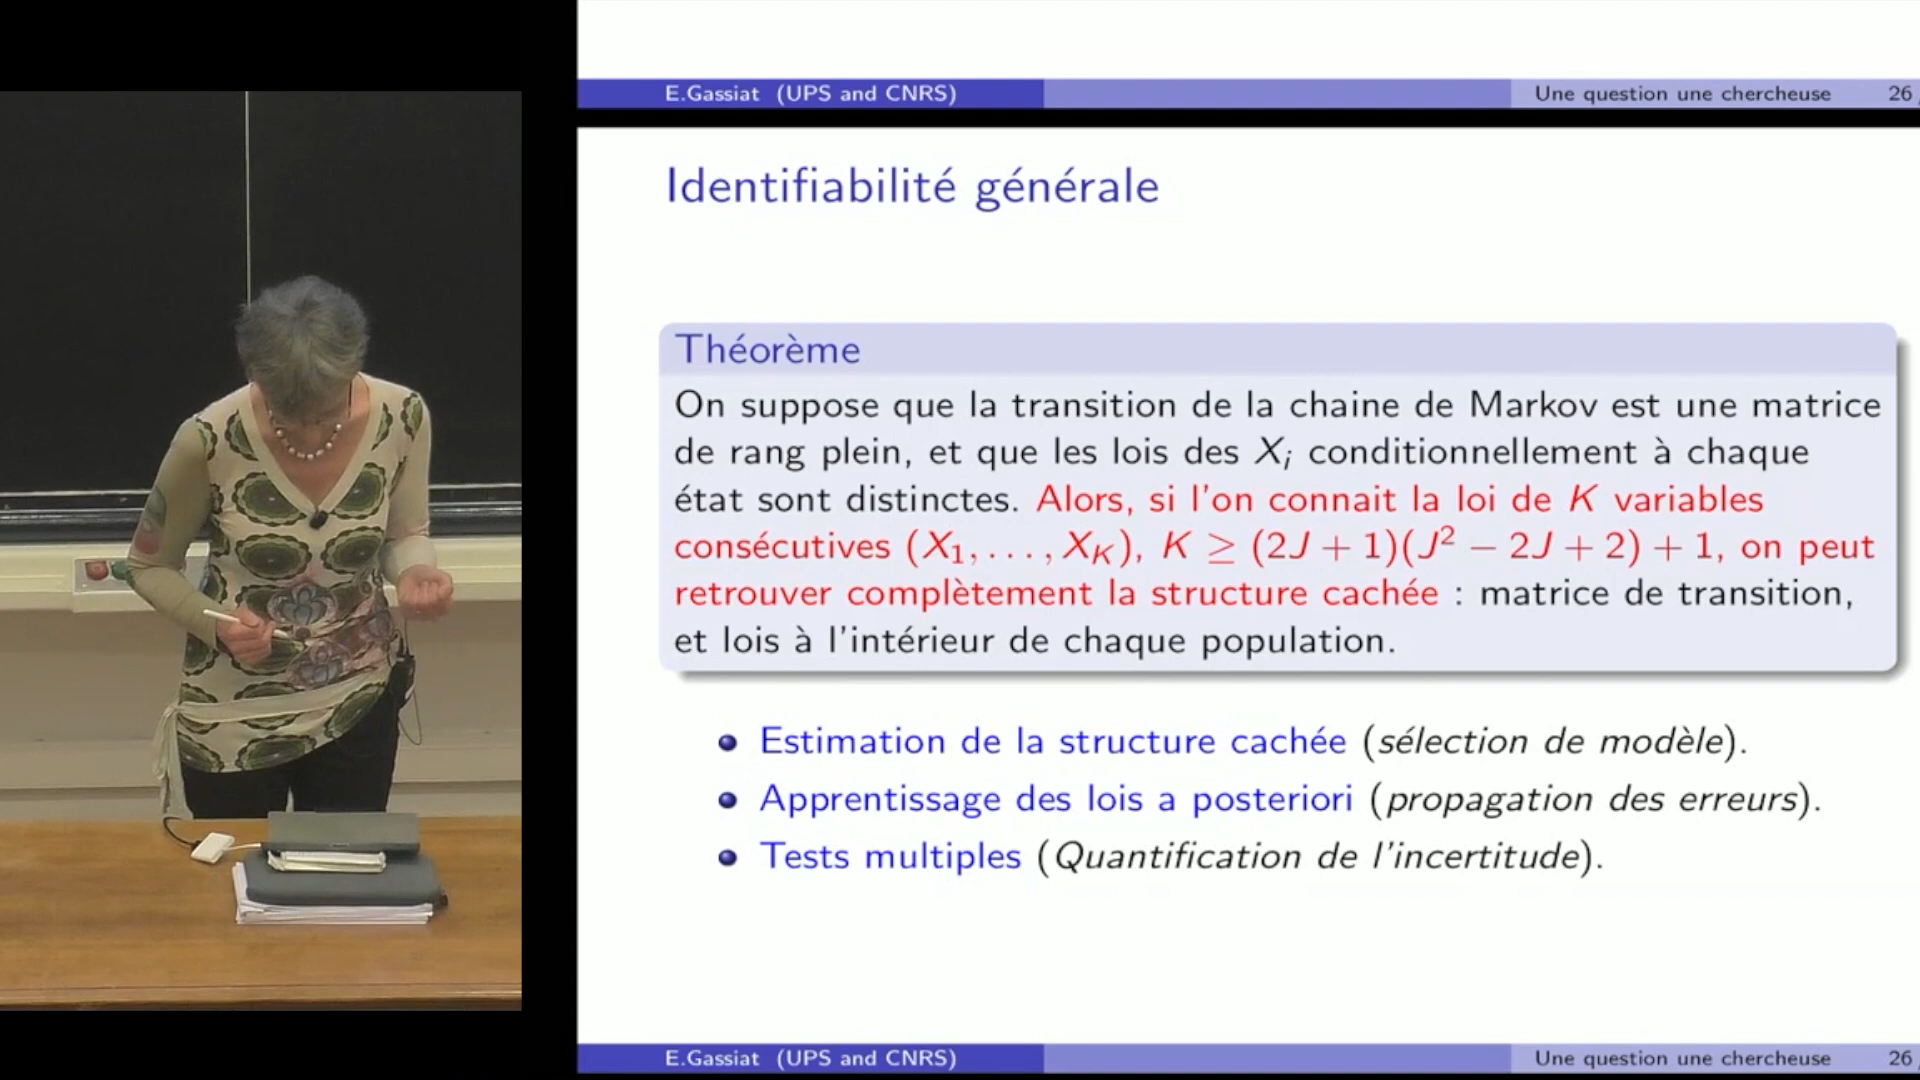 E.Gassiat (UPS and CNRS) Une question une chercheuse 26
Identifiabilité générale
Théorème
On suppose que la transition de la chaine de Markov est une matrice
de rang plein, et que les lois des X_i conditionnellement à chaque
état sont distinctes. Alors, si l'on connait la loi de K variables
consécutives (X_1, . . . , X_K), K ≥ (2J + 1)(J² − 2J + 2) + 1, on peut
retrouver complètement la structure cachée : matrice de transition,
et lois à l'intérieur de chaque population.
Estimation de la structure cachée (sélection de modèle).
Apprentissage des lois a posteriori (propagation des erreurs).
Tests multiples (Quantification de l'incertitude).
E.Gassiat (UPS and CNRS) Une question une chercheuse 26